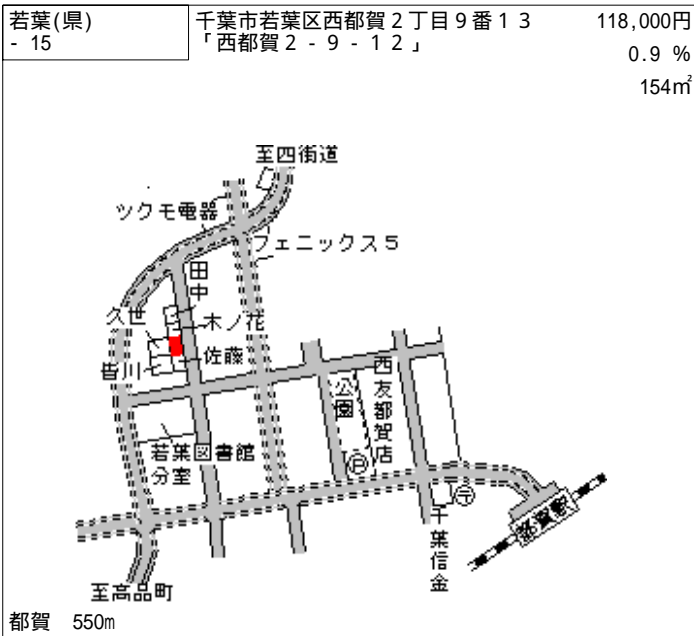 若葉(県)
- 15
千葉市若葉区西都賀２丁目９番１３
「西都賀２－９－１２」
118,000円
0.9 %
154㎡
至四街道
ツクモ電器
フェニックス５
田中
久世
木ノ花
佐藤
皆川
公園
西友都賀店
若葉図書館
分室
千葉信金
都賀駅
至高品町
都賀　550m